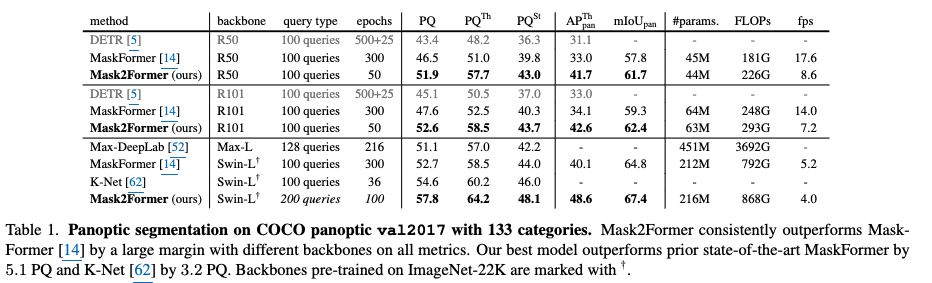 method backbone query type epochs PQ PQ^Th PQ^St AP^Th_pan mIoU_pan #params. FLOPs fps
DETR [5] R50 100 queries 500+25 43.4 48.2 36.3 31.1 - - - -
MaskFormer [14] R50 100 queries 300 46.5 51.0 39.8 33.0 57.8 45M 181G 17.6
Mask2Former (ours) R50 100 queries 50 51.9 57.7 43.0 41.7 61.7 44M 226G 8.6
DETR [5] R101 100 queries 500+25 45.1 50.5 37.0 33.0 - - - -
MaskFormer [14] R101 100 queries 300 47.6 52.5 40.3 34.1 59.3 64M 248G 14.0
Mask2Former (ours) R101 100 queries 50 52.6 58.5 43.7 42.6 62.4 63M 293G 7.2
Max-DeepLab [52] Max-L 128 queries 216 51.1 57.0 42.2 - - 451M 3692G -
MaskFormer [14] Swin-L† 100 queries 300 52.7 58.5 44.0 40.1 64.8 212M 792G 5.2
K-Net [62] Swin-L† 100 queries 36 54.6 60.2 46.0 - - - - -
Mask2Former (ours) Swin-L† 200 queries 100 57.8 64.2 48.1 48.6 67.4 216M 868G 4.0
Table 1. Panoptic segmentation on COCO panoptic val2017 with 133 categories. Mask2Former consistently outperforms Mask-
Former [14] by a large margin with different backbones on all metrics. Our best model outperforms prior state-of-the-art MaskFormer by
5.1 PQ and K-Net [62] by 3.2 PQ. Backbones pre-trained on ImageNet-22K are marked with †.